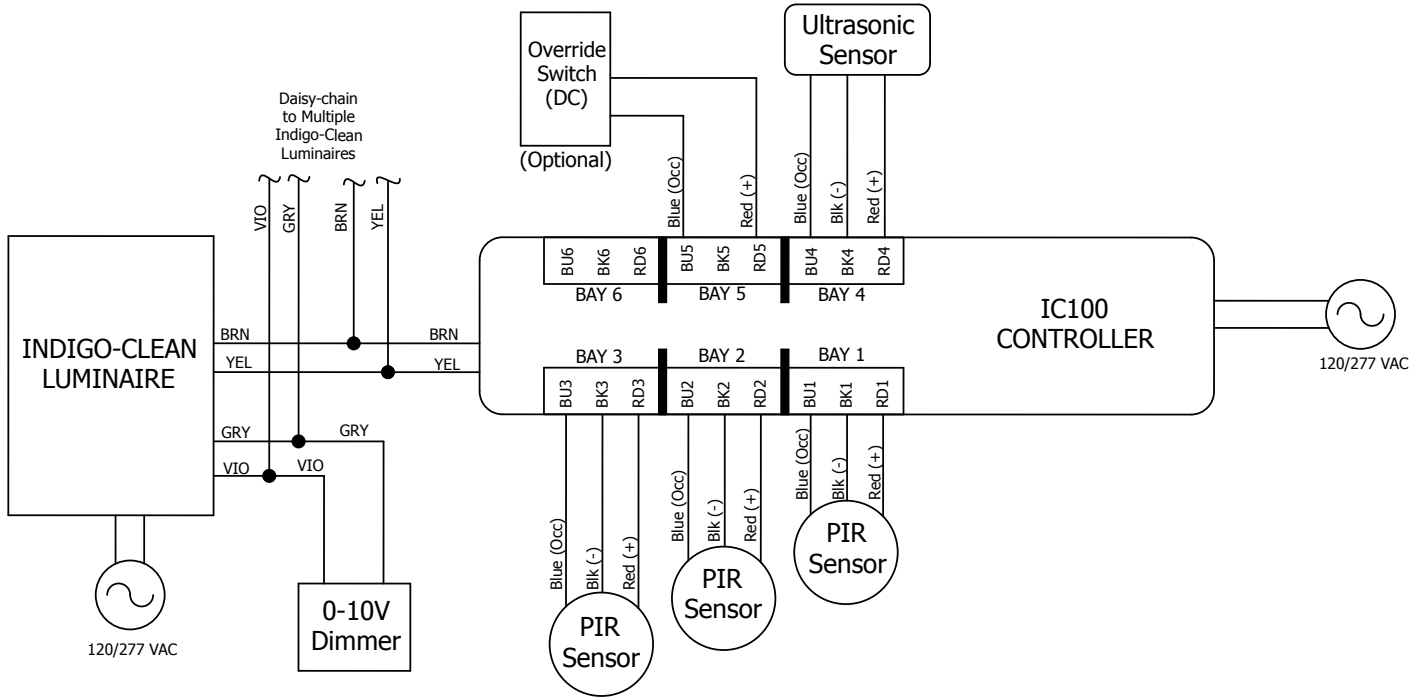 Override
Switch
(DC)
(Optional)
Ultrasonic
Sensor
Daisy-chain
to Multiple
Indigo-Clean
Luminaires
VIO
GRY
BRN
YEL
Blue (Occ)
Red (+)
Blue (Occ)
Blk (-)
Red (+)
BU6
BK6
RD6
BU5
BK5
RD5
BU4
BK4
RD4
BAY 6
BAY 5
BAY 4
INDIGO-CLEAN
LUMINAIRE
BRN
BRN
YEL
YEL
GRY
GRY
VIO
VIO
IC100
CONTROLLER
120/277 VAC
BAY 3
BAY 2
BAY 1
BU3
BK3
RD3
BU2
BK2
RD2
BU1
BK1
RD1
Blue (Occ)
Blk (-)
Red (+)
Blue (Occ)
Blk (-)
Red (+)
Blue (Occ)
Blk (-)
Red (+)
PIR
Sensor
PIR
Sensor
PIR
Sensor
0-10V
Dimmer
120/277 VAC